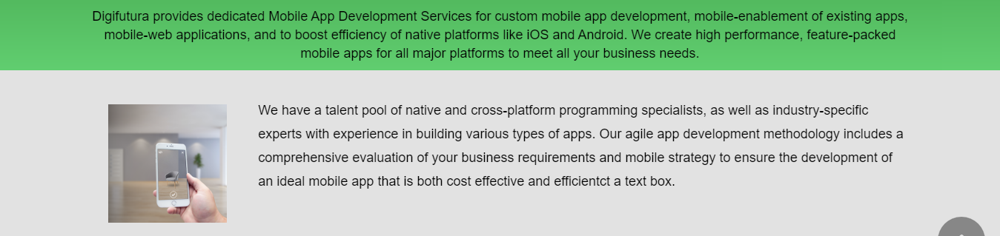 Digifutura provides dedicated Mobile App Development Services for custom mobile app development, mobile-enablement of existing apps,
mobile-web applications, and to boost efficiency of native platforms like iOS and Android. We create high performance, feature-packed
mobile apps for all major platforms to meet all your business needs.
We have a talent pool of native and cross-platform programming specialists, as well as industry-specific
experts with experience in building various types of apps. Our agile app development methodology includes a
comprehensive evaluation of your business requirements and mobile strategy to ensure the development of
an ideal mobile app that is both cost effective and efficientct a text box.